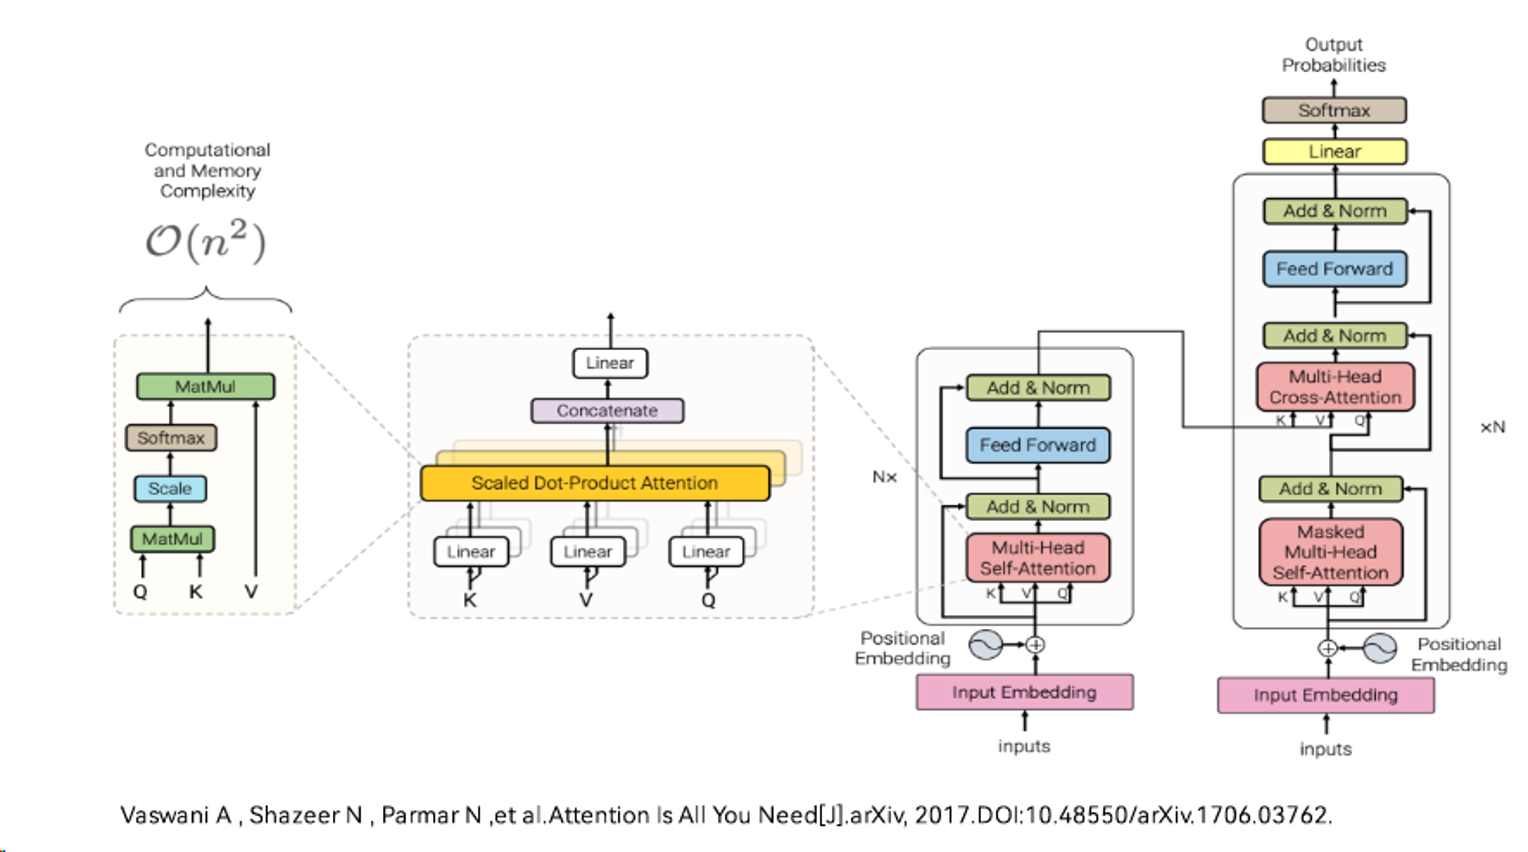 Computational
and Memory
Complexity
O(n²)
MatMul
Softmax
Scale
MatMul
Q K V
Linear
Concatenate
Scaled Dot-Product Attention
Linear Linear Linear
K V Q
Nx
Add & Norm
Feed Forward
Add & Norm
Multi-Head
Self-Attention
K V Q
Positional
Embedding
Input Embedding
inputs
Output
Probabilities
Softmax
Linear
Add & Norm
Feed Forward
Add & Norm
Multi-Head
Cross-Attention
K V Q
xN
Add & Norm
Masked
Multi-Head
Self-Attention
K V Q
Positional
Embedding
Input Embedding
inputs
Vaswani A , Shazeer N , Parmar N ,et al.Attention Is All You Need[J].arXiv, 2017.DOI:10.48550/arXiv.1706.03762.